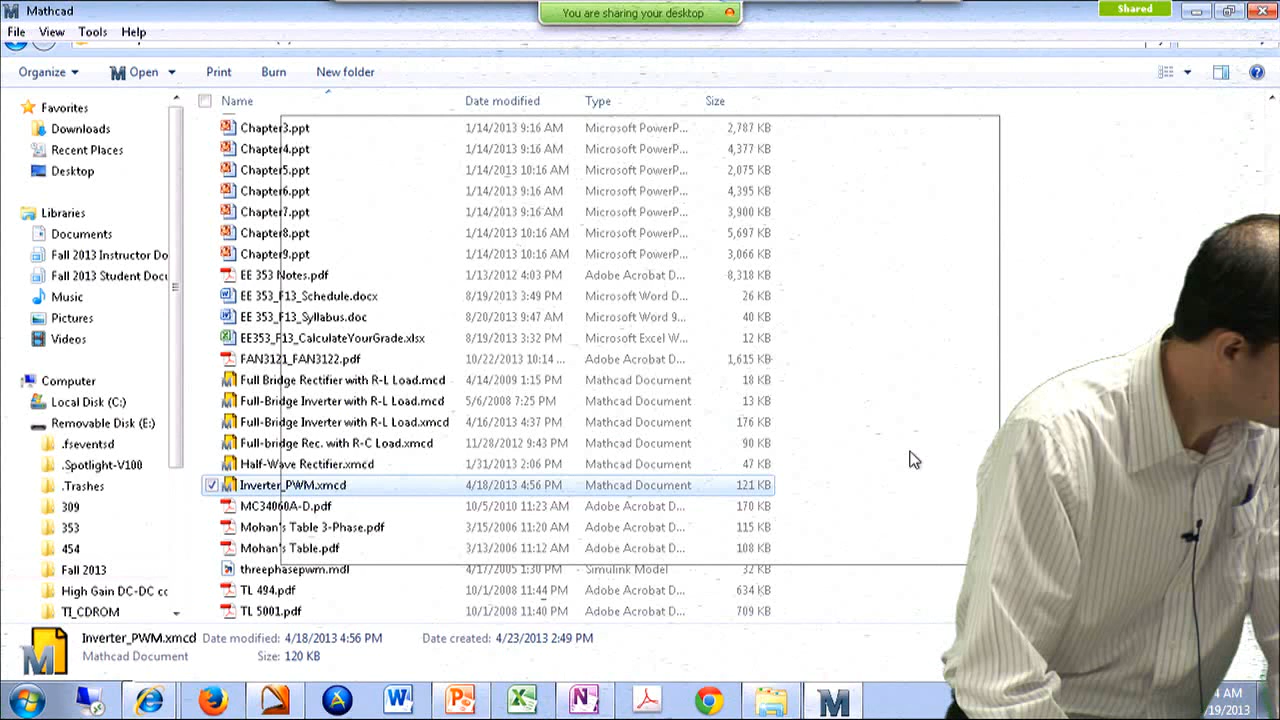 Mathcad
You are sharing your desktop
Shared
File View Tools Help
Organize Open Print Burn New folder
Name Date modified Type Size
Favorites
Downloads
Recent Places
Desktop
Libraries
Documents
Fall 2013 Instructor Do
Fall 2013 Student Docu
Music
Pictures
Videos
Computer
Local Disk (C:)
Removable Disk (E:)
.fseventsd
.Spotlight-V100
.Trashes
309
353
454
Fall 2013
High Gain DC-DC cc
TI_CDROM
Chapter3.ppt 1/14/2013 9:16 AM Microsoft PowerP... 2,787 KB
Chapter4.ppt 1/14/2013 9:16 AM Microsoft PowerP... 4,377 KB
Chapter5.ppt 1/14/2013 10:16 AM Microsoft PowerP... 2,075 KB
Chapter6.ppt 1/14/2013 9:16 AM Microsoft PowerP... 4,395 KB
Chapter7.ppt 1/14/2013 9:16 AM Microsoft PowerP... 3,900 KB
Chapter8.ppt 1/14/2013 10:16 AM Microsoft PowerP... 5,697 KB
Chapter9.ppt 1/14/2013 10:16 AM Microsoft PowerP... 3,066 KB
EE 353 Notes.pdf 1/13/2012 4:03 PM Adobe Acrobat D... 8,318 KB
EE 353_F13_Schedule.docx 8/19/2013 3:49 PM Microsoft Word D... 26 KB
EE 353_F13_Syllabus.doc 8/20/2013 9:47 AM Microsoft Word 9... 40 KB
EE353_F13_CalculateYourGrade.xlsx 8/19/2013 3:32 PM Microsoft Excel W... 12 KB
FAN3121_FAN3122.pdf 10/22/2013 10:14 ... Adobe Acrobat D... 1,615 KB
Full Bridge Rectifier with R-L Load.mcd 4/14/2009 1:15 PM Mathcad Document 18 KB
Full-Bridge Inverter with R-L Load.mcd 5/6/2008 7:25 PM Mathcad Document 13 KB
Full-Bridge Inverter with R-L Load.xmcd 4/16/2013 4:37 PM Mathcad Document 176 KB
Full-bridge Rec. with R-C Load.xmcd 11/28/2012 9:43 PM Mathcad Document 90 KB
Half-Wave Rectifier.xmcd 1/31/2013 2:06 PM Mathcad Document 47 KB
Inverter_PWM.xmcd 4/18/2013 4:56 PM Mathcad Document 121 KB
MC34060A-D.pdf 10/5/2010 11:23 AM Adobe Acrobat D... 170 KB
Mohan's Table 3-Phase.pdf 3/15/2006 11:20 AM Adobe Acrobat D... 115 KB
Mohan's Table.pdf 3/13/2006 11:12 AM Adobe Acrobat D... 108 KB
threephasepwm.mdl 4/17/2005 1:30 PM Simulink Model 32 KB
TL 494.pdf 10/1/2008 11:44 PM Adobe Acrobat D... 634 KB
TL 5001.pdf 10/1/2008 11:40 PM Adobe Acrobat D... 709 KB
Inverter_PWM.xmcd Date modified: 4/18/2013 4:56 PM Date created: 4/23/2013 2:49 PM
Mathcad Document Size: 120 KB
4 AM
/19/2013